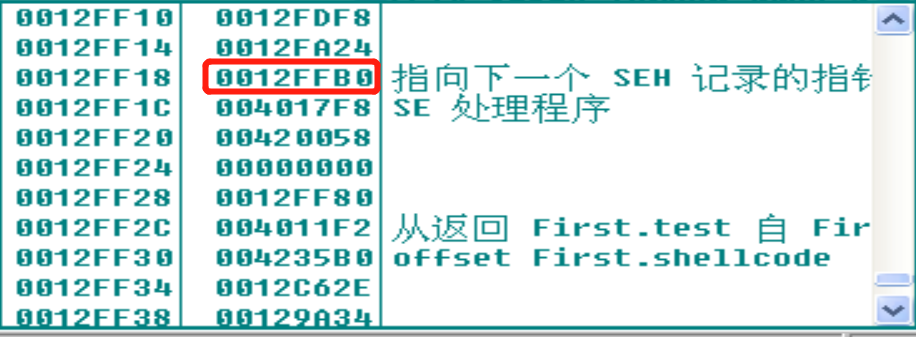 0012FF10 0012FDF8
0012FF14 0012FA24
0012FF18 0012FFB0 指向下一个 SEH 记录的指针
0012FF1C 004017F8 SE 处理程序
0012FF20 00420058
0012FF24 00000000
0012FF28 0012FF80
0012FF2C 004011F2 从返回 First.test 自 Fir
0012FF30 004235B0 offset First.shellcode
0012FF34 0012C62E
0012FF38 00129A34